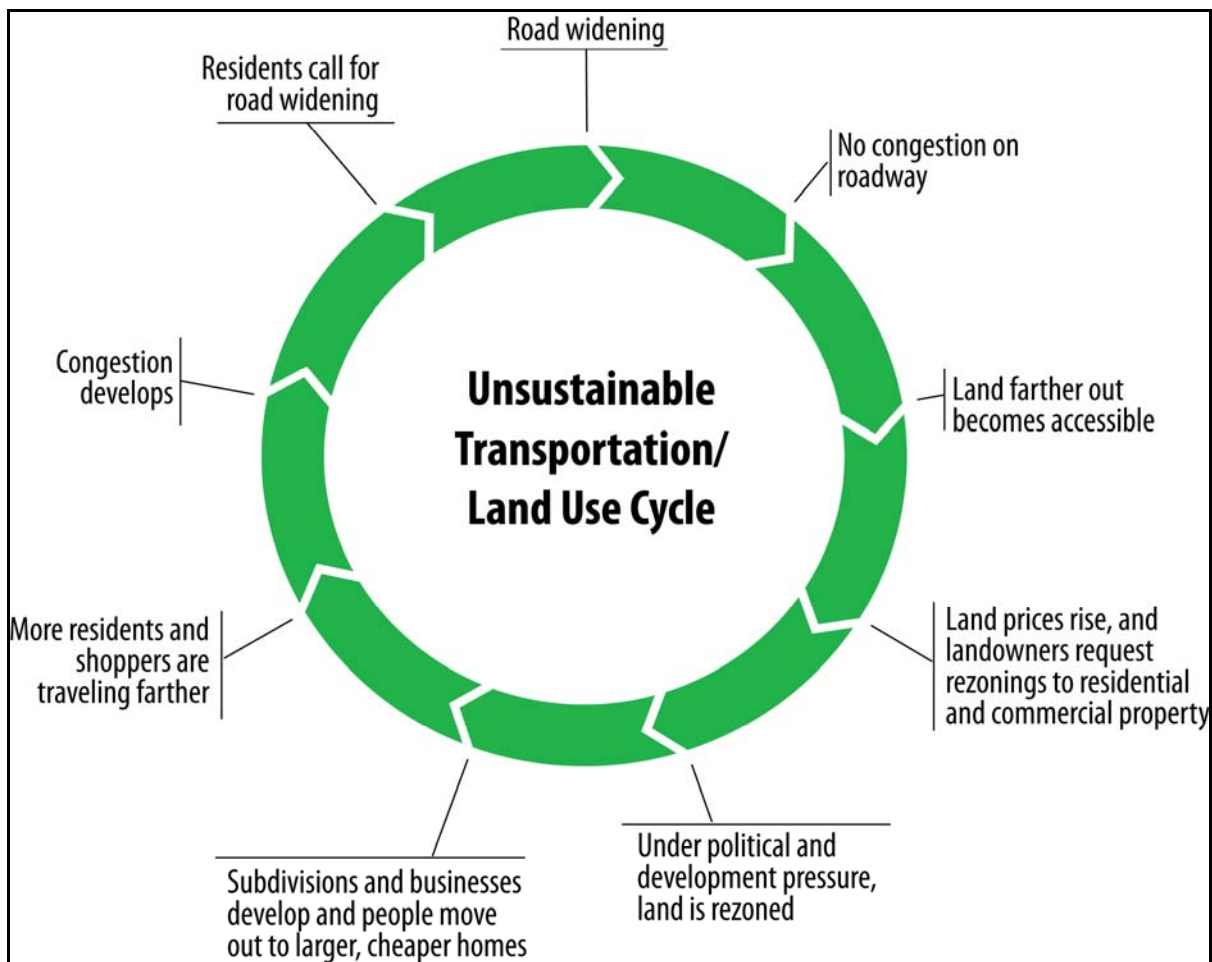 Road widening
No congestion on
roadway
Land farther out
becomes accessible
Land prices rise, and
landowners request
rezonings to residential
and commercial property
Under political and
development pressure,
land is rezoned
Subdivisions and businesses
develop and people move
out to larger, cheaper homes
More residents and
shoppers are
traveling farther
Congestion
develops
Residents call for
road widening
Unsustainable
Transportation/
Land Use Cycle